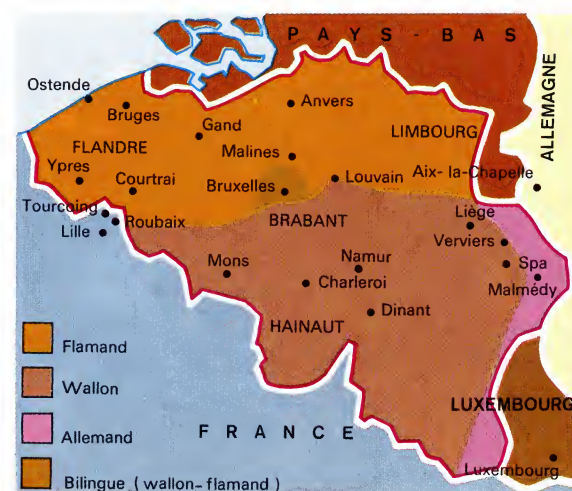 PAYS-BAS
ALLEMAGNE
Ostende
Bruges
Anvers
Gand
FLANDRE
LIMBOURG
Malines
Ypres
Courtrai
Bruxelles
Louvain
Aix-la-Chapelle
Tourcoing
Roubaix
Lille
BRABANT
Liège
Verviers
Spa
Malmédy
Mons
Namur
Charleroi
Dinant
HAINAUT
Flamand
Wallon
Allemand
Bilingue (wallon-flamand)
FRANCE
LUXEMBOURG
Luxembourg